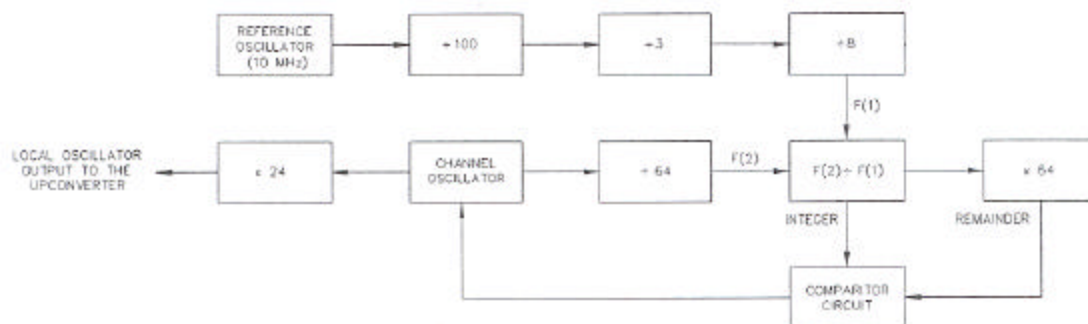 REFERENCE
OSCILLATOR
(10 MHz)
÷100
÷3
÷8
F(1)
LOCAL OSCILLATOR
OUTPUT TO THE
UPCONVERTER
x 24
CHANNEL
OSCILLATOR
÷ 64
F(2)
F(2)÷ F(1)
x 64
INTEGER
REMAINDER
COMPARITOR
CIRCUIT